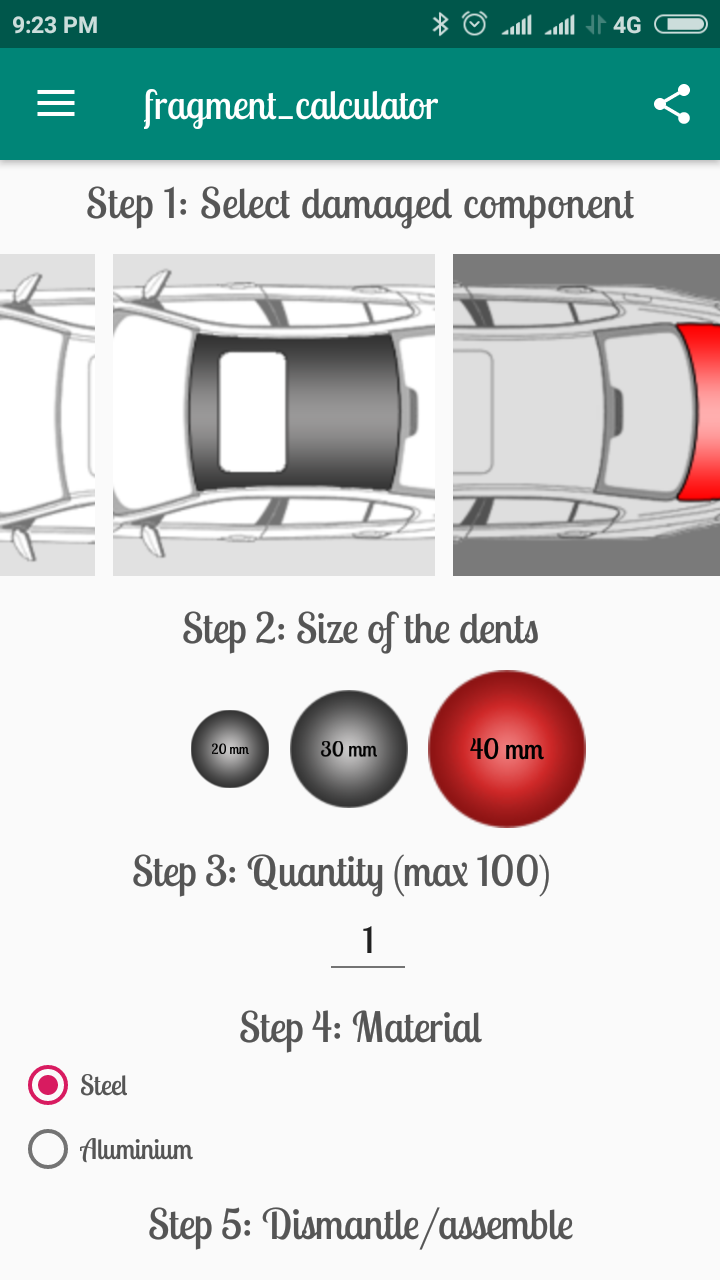 9:23 PM 4G
fragment_calculator
Step 1: Select damaged component
Step 2: Size of the dents
20 mm 30 mm 40 mm
Step 3: Quantity (max 100)
1
Step 4: Material
Steel
Aluminium
Step 5: Dismantle/assemble